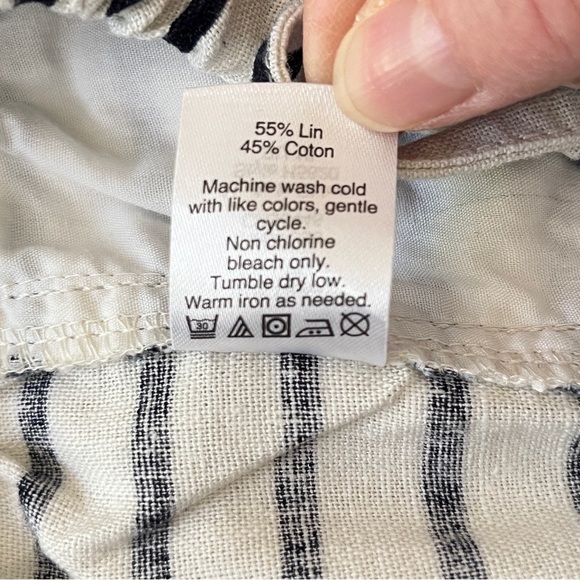 55% Lin
45% Coton
Machine wash cold
with like colors, gentle
cycle.
Non chlorine
bleach only.
Tumble dry low.
Warm iron as needed.
30